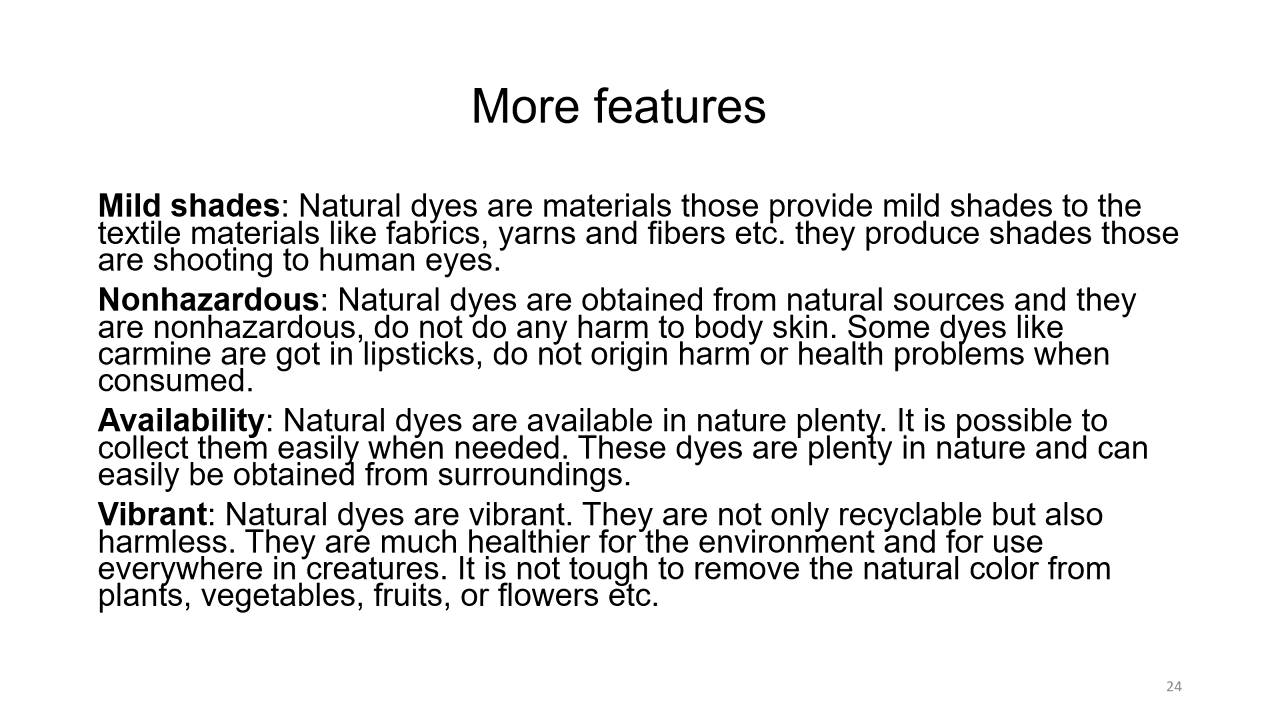 More features
Mild shades: Natural dyes are materials those provide mild shades to the
textile materials like fabrics, yarns and fibers etc. they produce shades those
are shooting to human eyes.
Nonhazardous: Natural dyes are obtained from natural sources and they
are nonhazardous, do not do any harm to body skin. Some dyes like
carmine are got in lipsticks, do not origin harm or health problems when
consumed.
Availability: Natural dyes are available in nature plenty. It is possible to
collect them easily when needed. These dyes are plenty in nature and can
easily be obtained from surroundings.
Vibrant: Natural dyes are vibrant. They are not only recyclable but also
harmless. They are much healthier for the environment and for use
everywhere in creatures. It is not tough to remove the natural color from
plants, vegetables, fruits, or flowers etc.
24